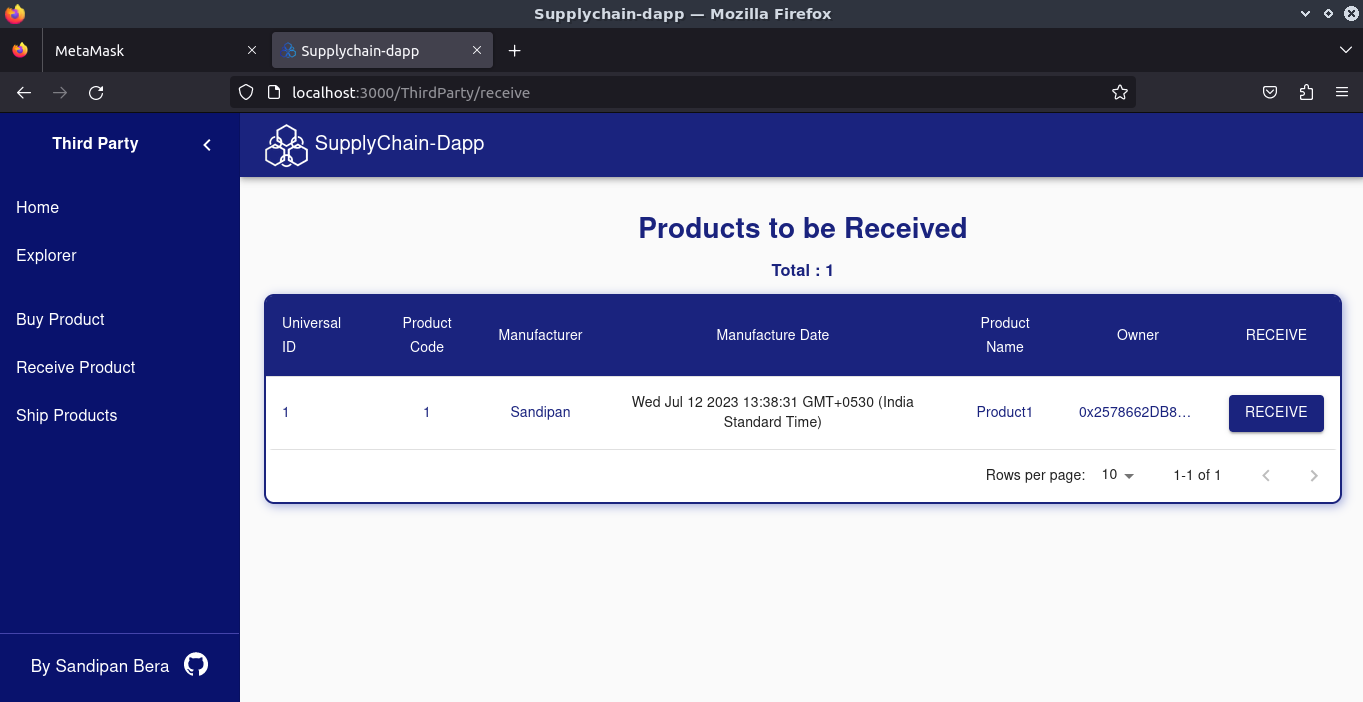 Supplychain-dapp — Mozilla Firefox
MetaMask
Supplychain-dapp
localhost:3000/ThirdParty/receive
Third Party
SupplyChain-Dapp
Home
Explorer
Buy Product
Receive Product
Ship Products
By Sandipan Bera
Products to be Received
Total : 1
Universal ID Product Code Manufacturer Manufacture Date Product Name Owner RECEIVE
1 1 Sandipan Wed Jul 12 2023 13:38:31 GMT+0530 (India Standard Time) Product1 0x2578662DB8... RECEIVE
Rows per page: 10 1-1 of 1